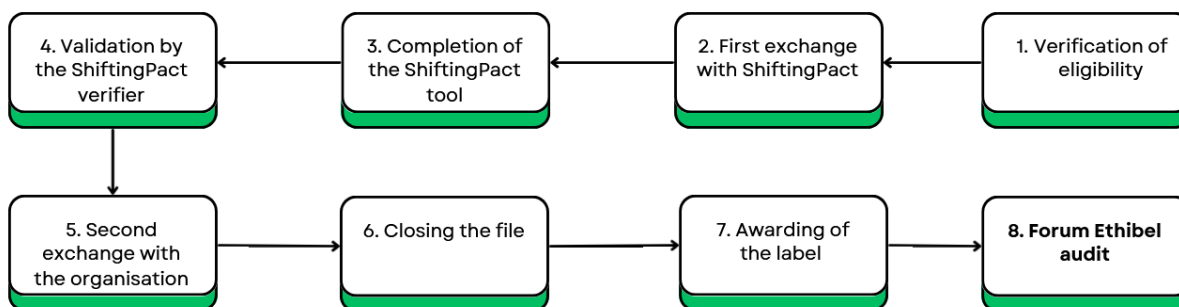 4. Validation by
the ShiftingPact
verifier
3. Completion of
the ShiftingPact
tool
2. First exchange
with ShiftingPact
1. Verification of
eligibility
5. Second
exchange with
the organisation
6. Closing the file
7. Awarding of
the label
8. Forum Ethibel
audit